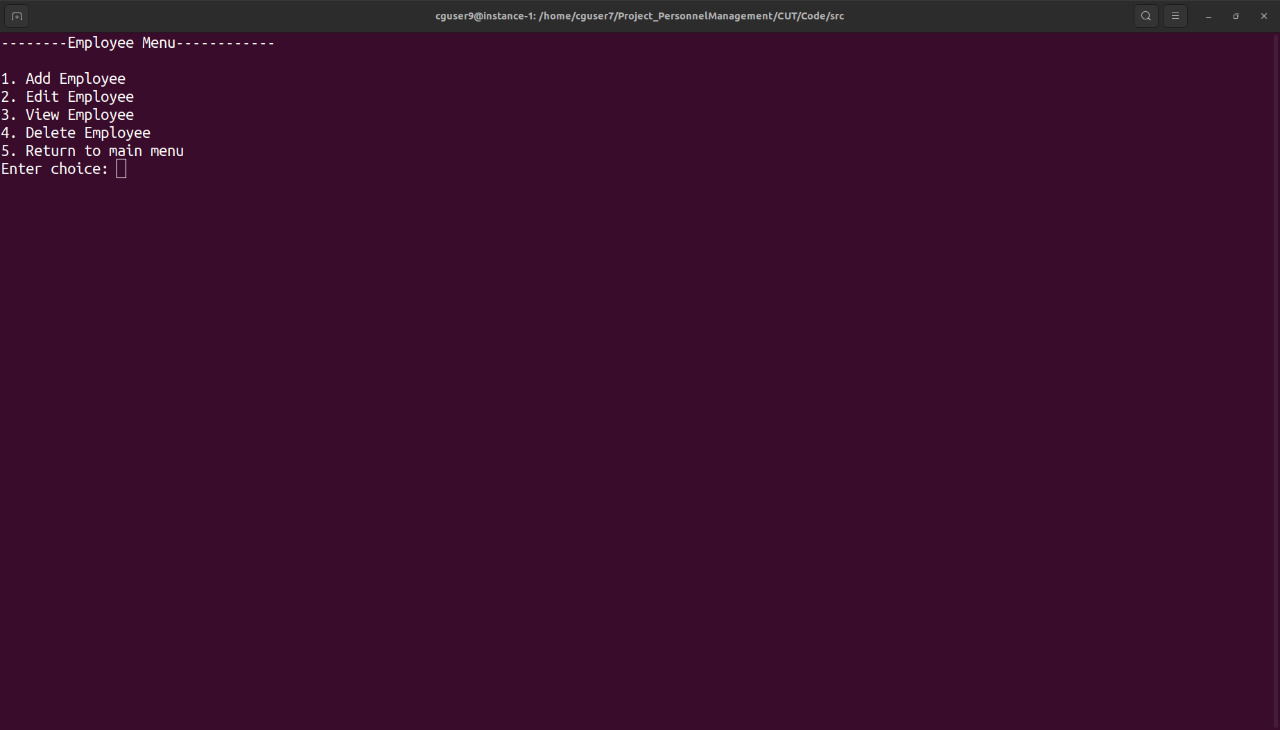 cguser9@instance-1: /home/cguser7/Project_PersonnelManagement/CUT/Code/src
--------Employee Menu------------
1. Add Employee
2. Edit Employee
3. View Employee
4. Delete Employee
5. Return to main menu
Enter choice: